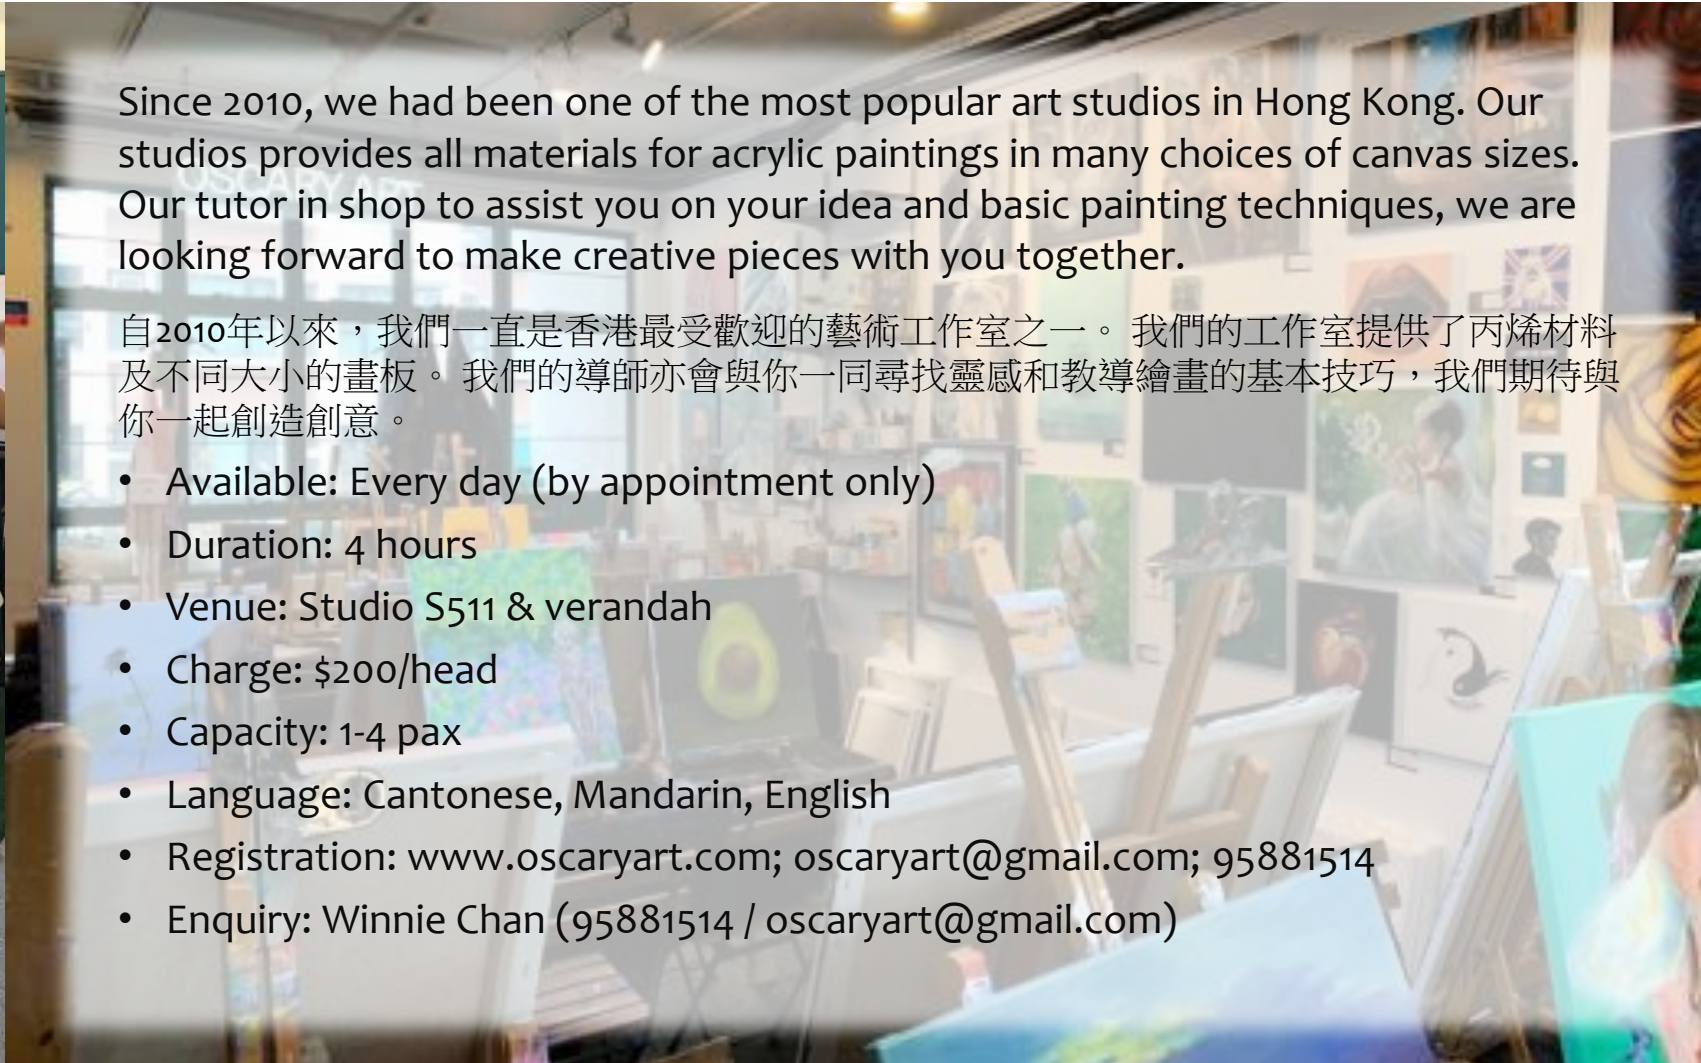 Since 2010, we had been one of the most popular art studios in Hong Kong. Our
studios provides all materials for acrylic paintings in many choices of canvas sizes.
Our tutor in shop to assist you on your idea and basic painting techniques, we are
looking forward to make creative pieces with you together.
自2010年以來，我們一直是香港最受歡迎的藝術工作室之一。 我們的工作室提供了丙烯材料
及不同大小的畫板。 我們的導師亦會與你一同尋找靈感和教導繪畫的基本技巧，我們期待與
你一起創造創意。
• Available: Every day (by appointment only)
• Duration: 4 hours
• Venue: Studio S511 & verandah
• Charge: $200/head
• Capacity: 1-4 pax
• Language: Cantonese, Mandarin, English
• Registration: www.oscaryart.com; oscaryart@gmail.com; 95881514
• Enquiry: Winnie Chan (95881514 / oscaryart@gmail.com)
OSCARY ART